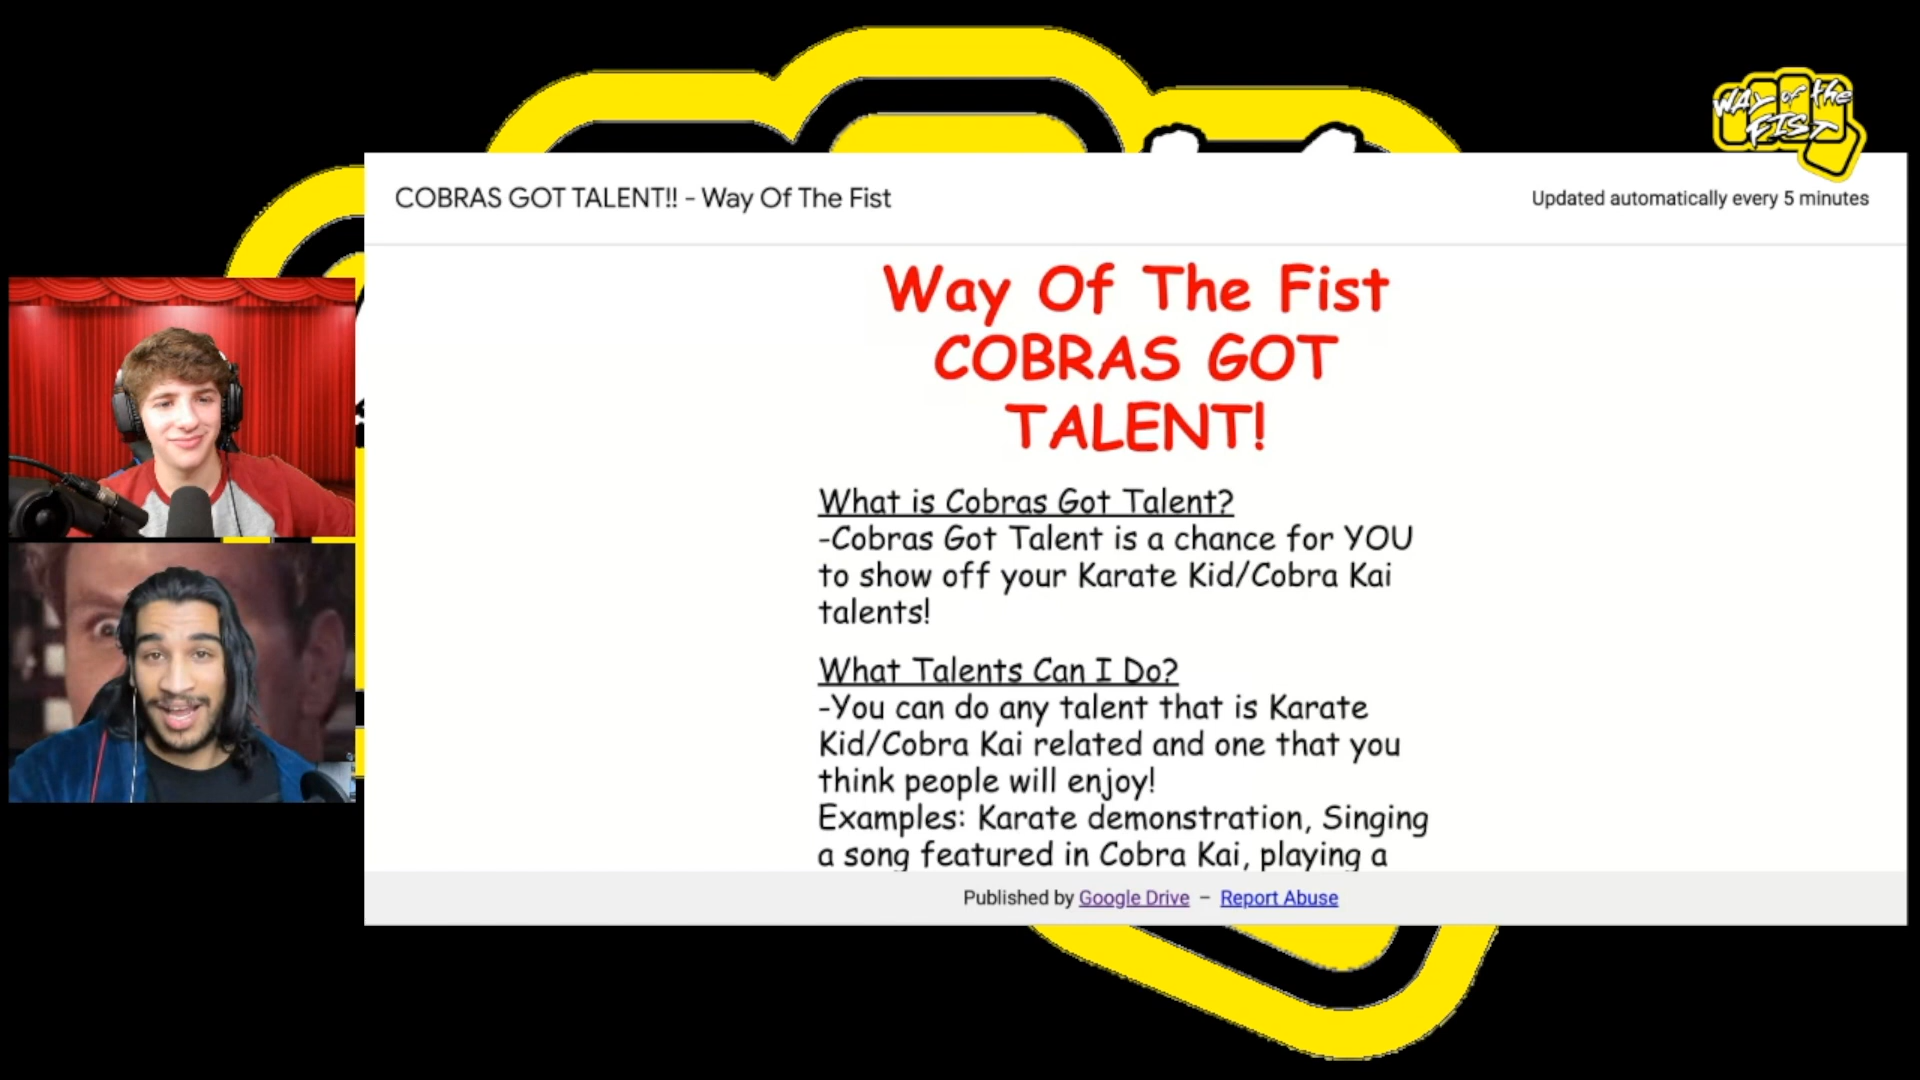 WAY of the
FIST
COBRAS GOT TALENT!! - Way Of The Fist
Updated automatically every 5 minutes
Way Of The Fist
COBRAS GOT
TALENT!
What is Cobras Got Talent?
-Cobras Got Talent is a chance for YOU
to show off your Karate Kid/Cobra Kai
talents!
What Talents Can I Do?
-You can do any talent that is Karate
Kid/Cobra Kai related and one that you
think people will enjoy!
Examples: Karate demonstration, Singing
a song featured in Cobra Kai, playing a
Published by Google Drive – Report Abuse